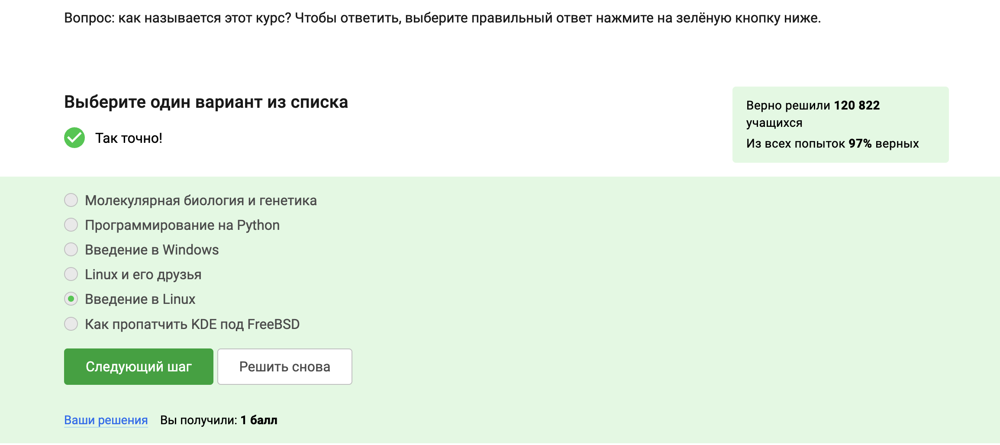 Вопрос: как называется этот курс? Чтобы ответить, выберите правильный ответ нажмите на зелёную кнопку ниже.
Выберите один вариант из списка
Так точно!
Верно решили 120 822
учащихся
Из всех попыток 97% верных
Молекулярная биология и генетика
Программирование на Python
Введение в Windows
Linux и его друзья
Введение в Linux
Как пропатчить KDE под FreeBSD
Следующий шаг
Решить снова
Ваши решения
Вы получили: 1 балл